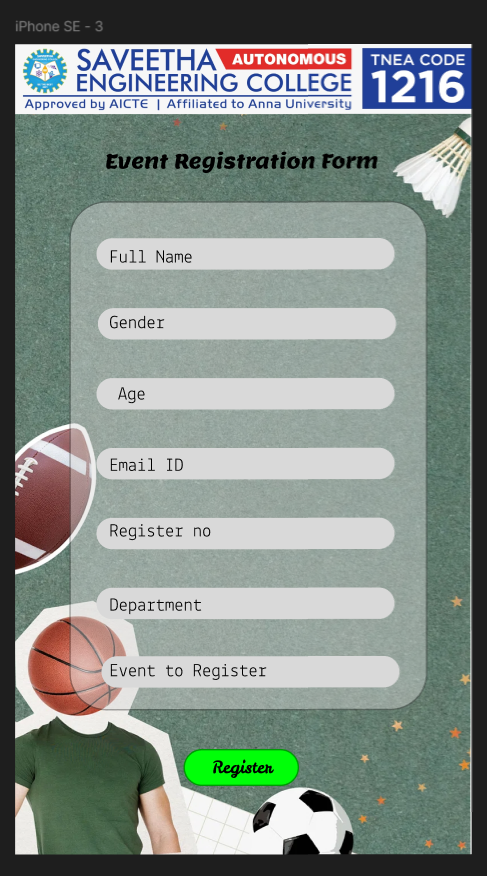 iPhone SE - 3
SAVEETHA AUTONOMOUS
ENGINEERING COLLEGE
Approved by AICTE | Affiliated to Anna University
TNEA CODE
1216
Event Registration Form
Full Name
Gender
Age
Email ID
Register no
Department
Event to Register
Register